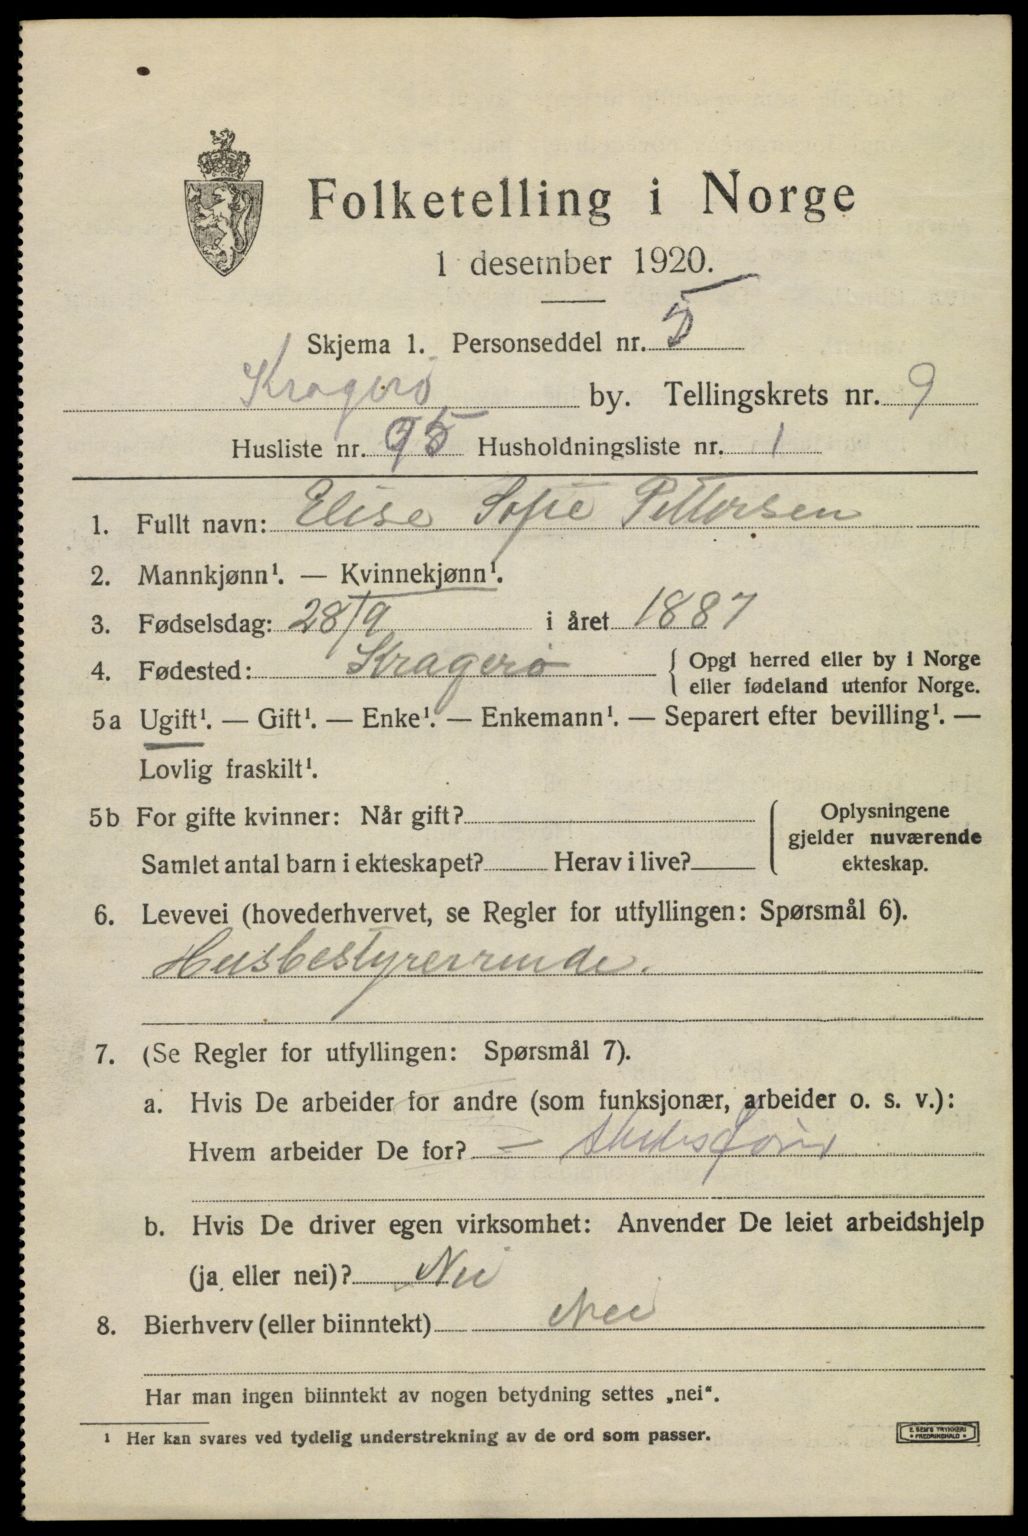 Folketelling i Norge
1 desember 1920.
Skjema 1. Personseddel nr. 5
Kragerø by. Tellingskrets nr. 9
Husliste nr. 95 Husholdningsliste nr. 1
1. Fullt navn: Elise Sofie Pettersen
2. Mannkjønn¹. — Kvinnekjønn¹.
3. Fødselsdag: 28/9 i året 1887
4. Fødested: Kragerø { Opgi herred eller by i Norge
eller fødeland utenfor Norge.
5a Ugift¹. — Gift¹. — Enke¹. — Enkemann¹. — Separert efter bevilling¹. —
Lovlig fraskilt¹.
5b For gifte kvinner: Når gift?
Samlet antal barn i ekteskapet? Herav i live?
Oplysningene
gjelder nuværende
ekteskap.
6. Levevei (hovederhvervet, se Regler for utfyllingen: Spørsmål 6).
Husbestyrerrinde.
7. (Se Regler for utfyllingen: Spørsmål 7).
a. Hvis De arbeider for andre (som funksjonær, arbeider o. s. v.):
Hvem arbeider De for? —
b. Hvis De driver egen virksomhet: Anvender De leiet arbeidshjelp
(ja eller nei)? Nei
8. Bierhverv (eller biinntekt) Nei
Har man ingen biinntekt av nogen betydning settes „nei".
¹ Her kan svares ved tydelig understrekning av de ord som passer.
E. SEM'S TRYKKERI
* FREDRIKSHALD *